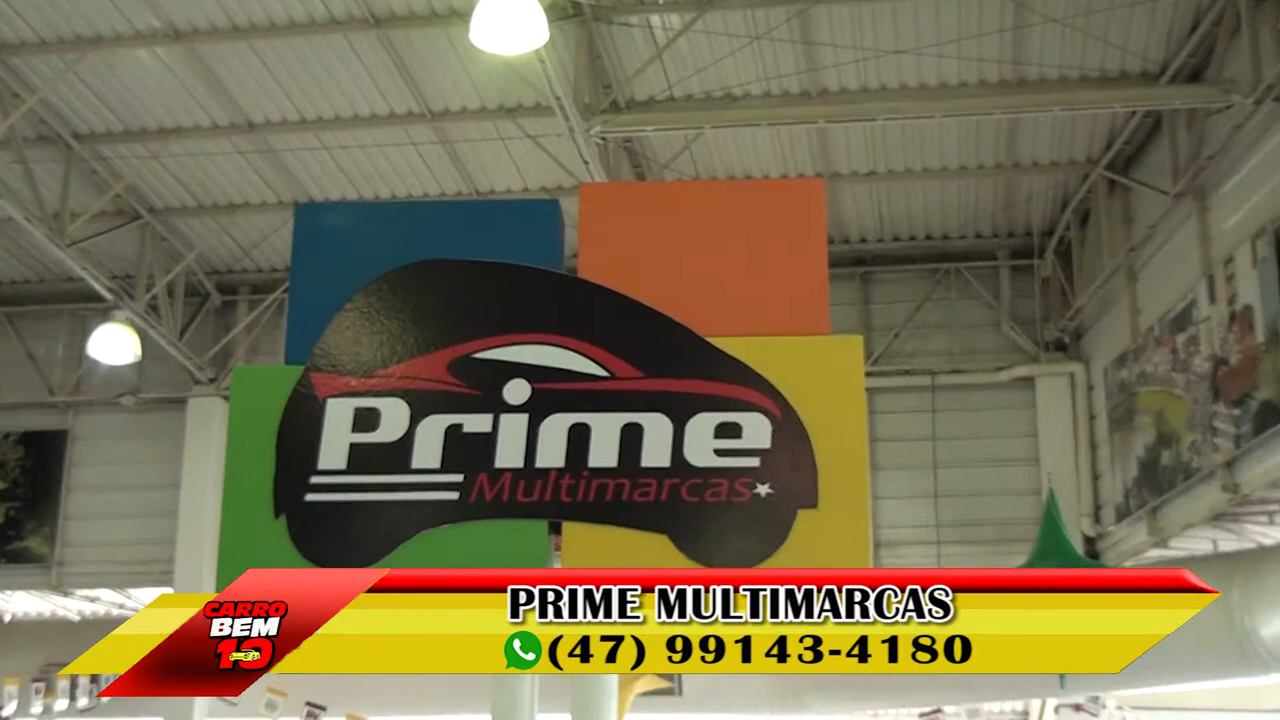 Prime
Multimarcas
CARRO
BEM
10
PRIME MULTIMARCAS
(47) 99143-4180